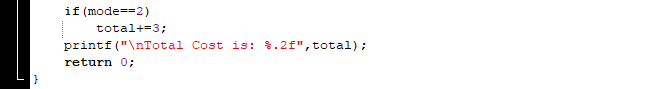 if(mode==2)
total+=3;
printf("\nTotal Cost is: %.2f",total);
return 0;
}